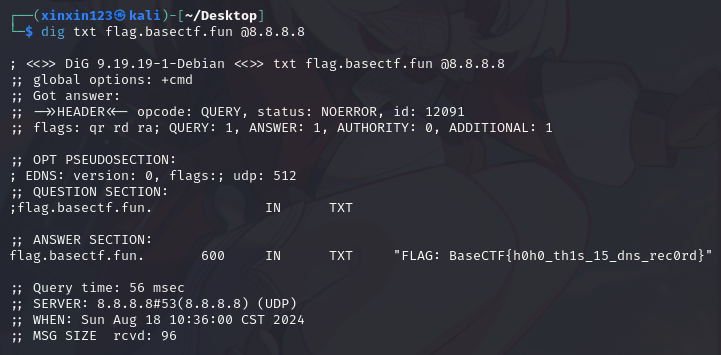 ┌──(xinxin123㉿kali)-[~/Desktop]
└─$ dig txt flag.basectf.fun @8.8.8.8
; <<>> DiG 9.19.19-1-Debian <<>> txt flag.basectf.fun @8.8.8.8
;; global options: +cmd
;; Got answer:
;; ->>HEADER<<- opcode: QUERY, status: NOERROR, id: 12091
;; flags: qr rd ra; QUERY: 1, ANSWER: 1, AUTHORITY: 0, ADDITIONAL: 1
;; OPT PSEUDOSECTION:
; EDNS: version: 0, flags:; udp: 512
;; QUESTION SECTION:
;flag.basectf.fun. IN TXT
;; ANSWER SECTION:
flag.basectf.fun. 600 IN TXT "FLAG: BaseCTF{h0h0_th1s_15_dns_rec0rd}"
;; Query time: 56 msec
;; SERVER: 8.8.8.8#53(8.8.8.8) (UDP)
;; WHEN: Sun Aug 18 10:36:00 CST 2024
;; MSG SIZE rcvd: 96